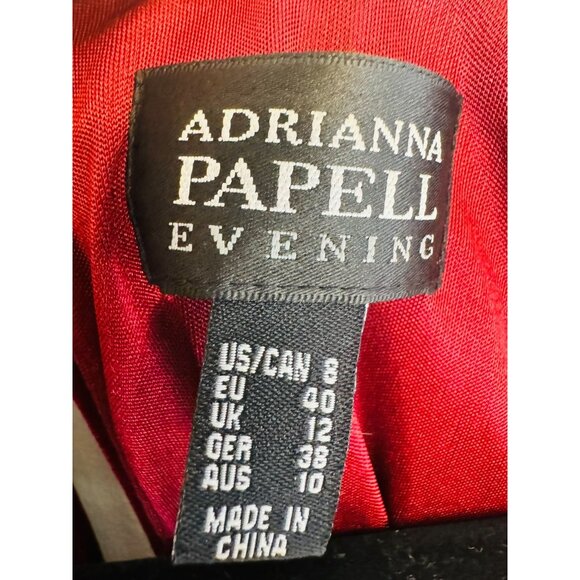 ADRIANNA
PAPELL
EVENING
US/CAN 8
EU 40
UK 12
GER 38
AUS 10
MADE IN
CHINA